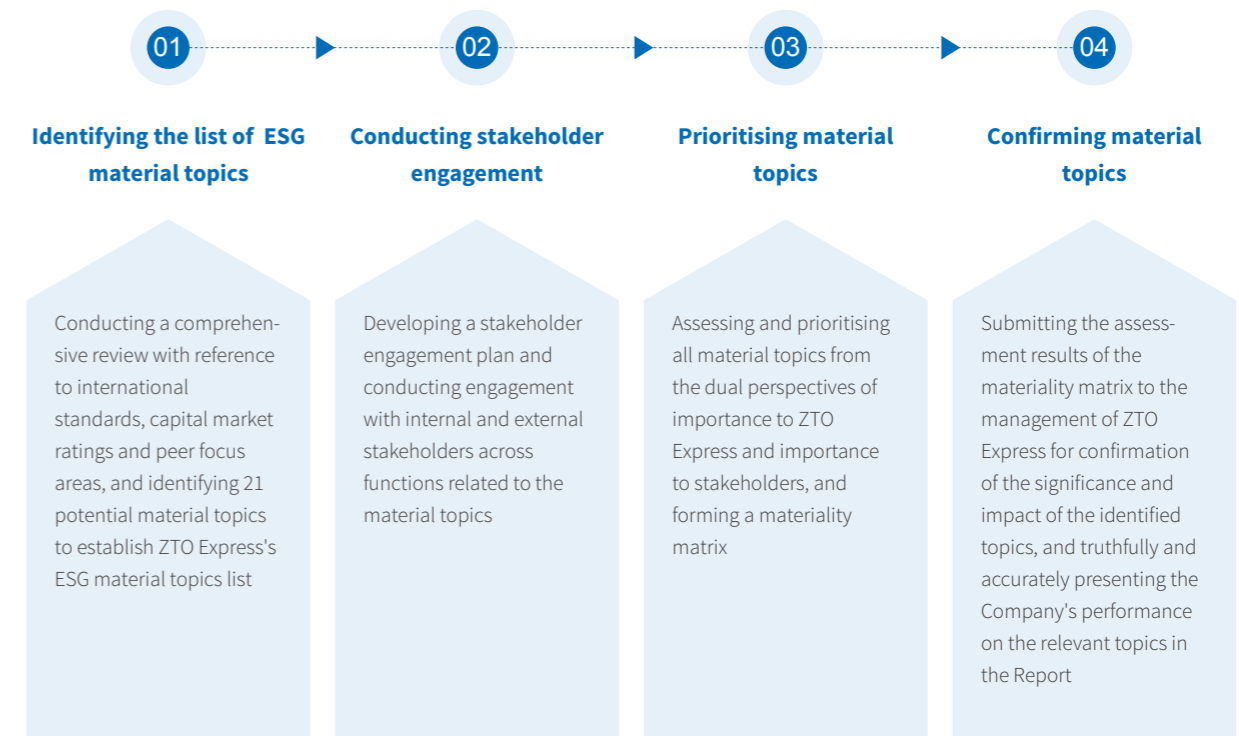 01
02
03
04
Identifying the list of ESG
material topics
Conducting stakeholder
engagement
Prioritising material
topics
Confirming material
topics
Conducting a comprehen-
sive review with reference
to international
standards, capital market
ratings and peer focus
areas, and identifying 21
potential material topics
to establish ZTO Express's
ESG material topics list
Developing a stakeholder
engagement plan and
conducting engagement
with internal and external
stakeholders across
functions related to the
material topics
Assessing and prioritising
all material topics from
the dual perspectives of
importance to ZTO
Express and importance
to stakeholders, and
forming a materiality
matrix
Submitting the assess-
ment results of the
materiality matrix to the
management of ZTO
Express for confirmation
of the significance and
impact of the identified
topics, and truthfully and
accurately presenting the
Company's performance
on the relevant topics in
the Report